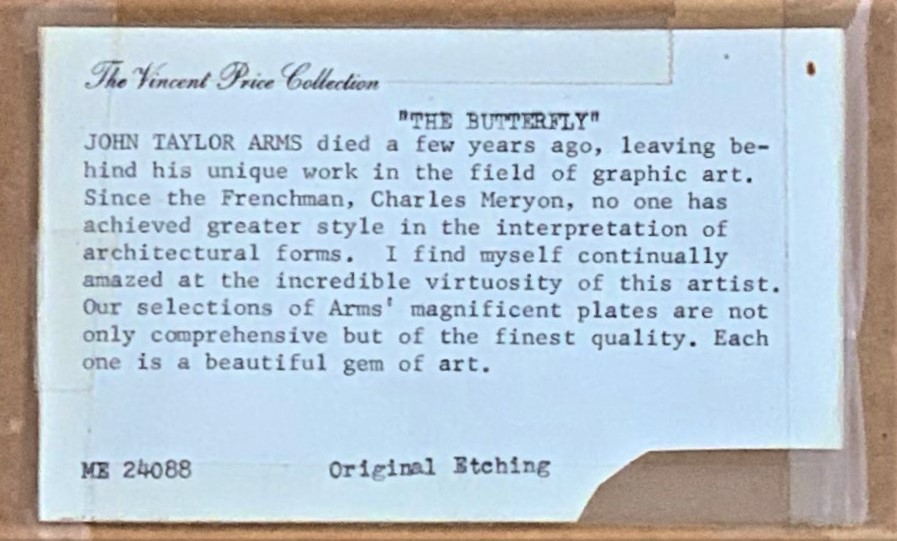 The Vincent Price Collection
"THE BUTTERFLY"
JOHN TAYLOR ARMS died a few years ago, leaving be-
hind his unique work in the field of graphic art.
Since the Frenchman, Charles Meryon, no one has
achieved greater style in the interpretation of
architectural forms.  I find myself continually
amazed at the incredible virtuosity of this artist.
Our selections of Arms' magnificent plates are not
only comprehensive but of the finest quality. Each
one is a beautiful gem of art.
ME 24088 Original Etching